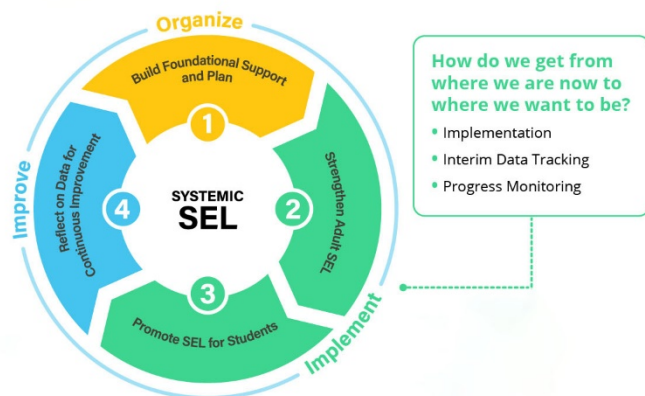 Organize
Build Foundational Support
and Plan
1
Improve
Reflect on Data for
Continuous Improvement
4
SYSTEMIC
SEL
2
Strengthen Adult SEL
3
Promote SEL for Students
Implement
How do we get from
where we are now to
where we want to be?
• Implementation
• Interim Data Tracking
• Progress Monitoring